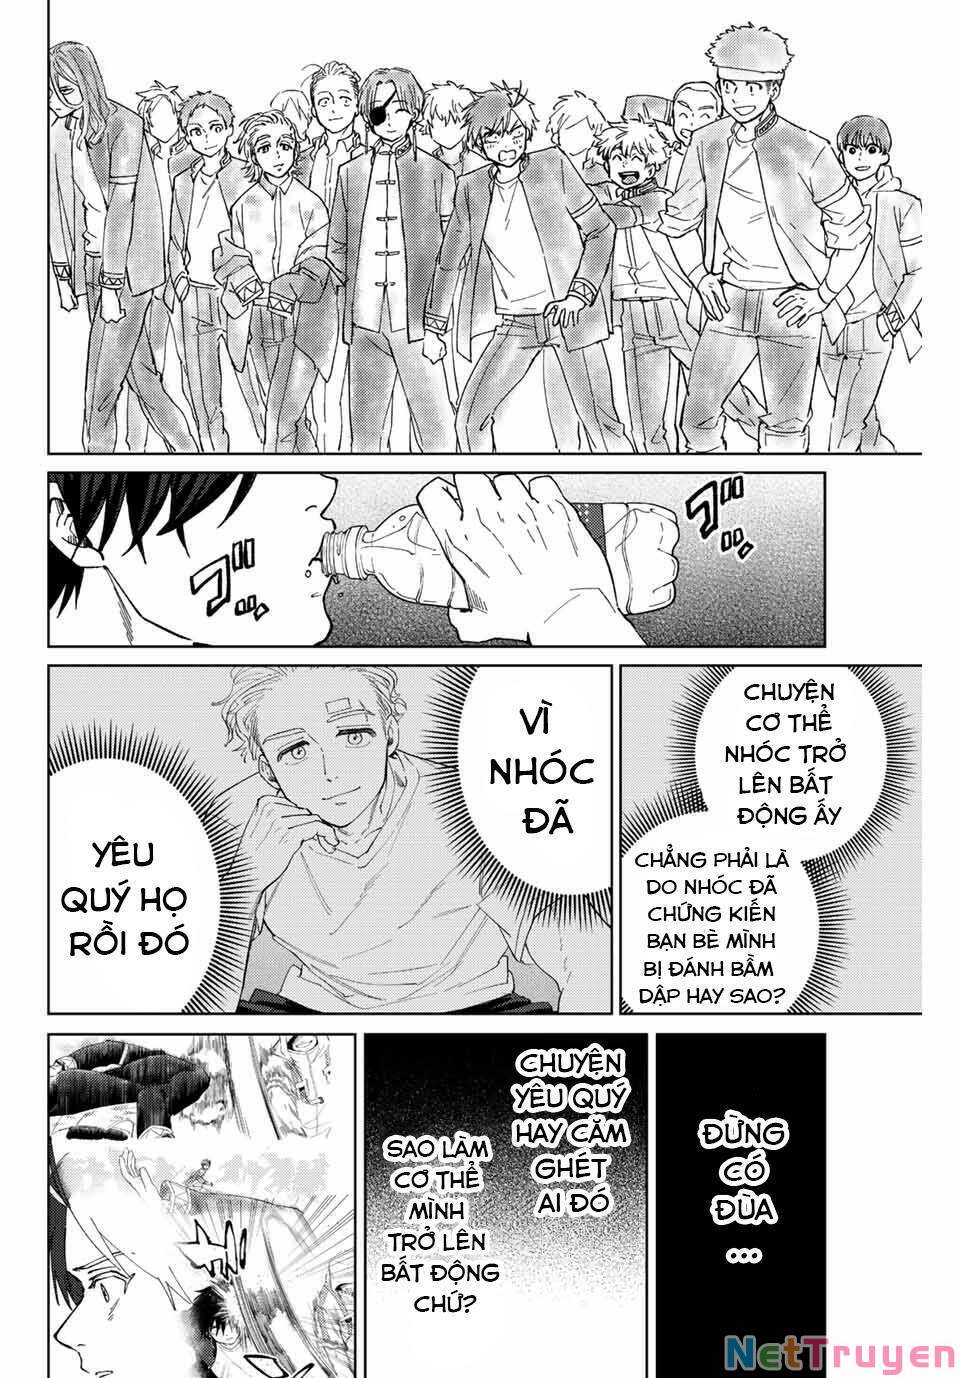 ブ"
ブ"
CHUYỆN
CƠ THỂ
NHÓC TRỞ
LÊN BẤT
ĐỘNG ẤY
CHẲNG PHẢI LÀ
DO NHÓC ĐÃ
CHỨNG KIẾN
BẠN BÈ MÌNH
BỊ ĐÁNH BẦM
DẬP HAY SAO?
VÌ
NHÓC
ĐÃ
YÊU
QUÝ HỌ
RỒI ĐÓ
ĐỪNG
CÓ
ĐÙA
...
CHUYỆN
YÊU QUÝ
HAY CĂM
GHÉT
AI ĐÓ
SAO LÀM
CƠ THỂ
MÌNH
TRỞ LÊN
BẤT ĐỘNG
CHỨ?
NetTruyen